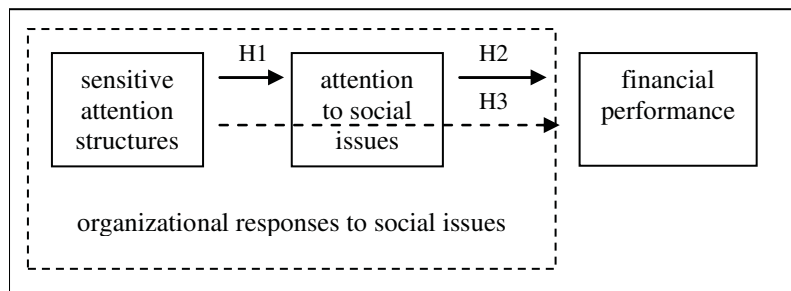 H1
H2
sensitive
attention
structures
attention
to social
issues
financial
performance
H3
organizational responses to social issues